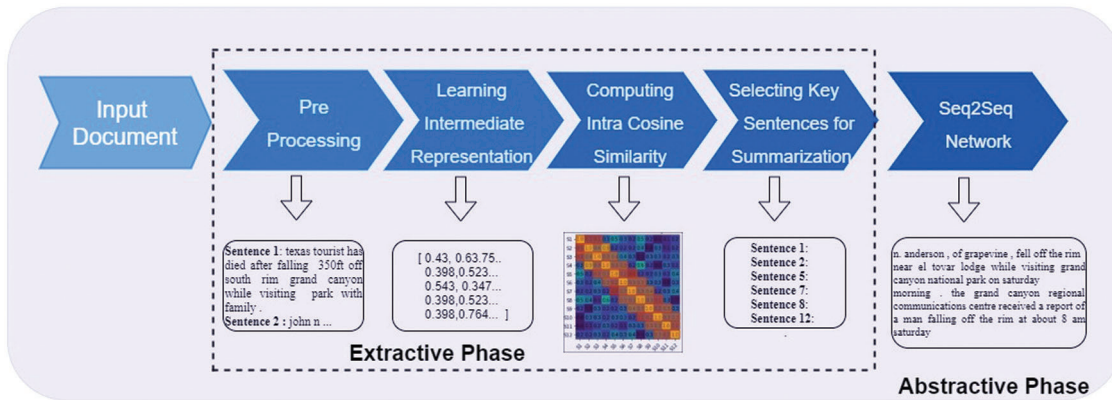 Input
Document
Pre
Processing
Learning
Intermediate
Representation
Computing
Intra Cosine
Similarity
Selecting Key
Sentences for
Summarization
Seq2Seq
Network
Sentence 1: texas tourist has
died after falling 350ft off
south rim grand canyon
while visiting park with
family .
Sentence 2 : john n ...
[ 0.43, 0.63.75..
0.398,0.523...
0.543, 0.347...
0.398,0.523...
0.398,0.764... ]
Sentence 1:
Sentence 2:
Sentence 5:
Sentence 7:
Sentence 8:
Sentence 12:
.
n. anderson , of grapevine , fell off the rim
near el tovar lodge while visiting grand
canyon national park on saturday
morning . the grand canyon regional
communications centre received a report of
a man falling off the rim at about 8 am
saturday
Extractive Phase
Abstractive Phase